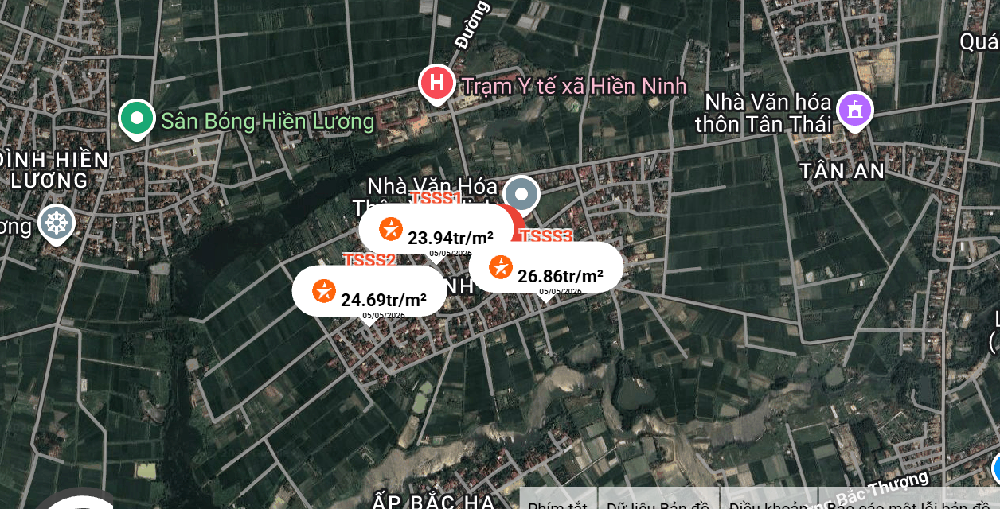 Đường
Quá
H
Trạm Y tế xã Hiền Ninh
Nhà Văn hóa
thôn Tân Thái
Sân Bóng Hiền Lương
ĐÌNH HIỀN
LƯƠNG
TÂN AN
Nhà Văn Hóa
TSSS1
ơng
23.94tr/m²
05/05/2026
TSSS3
26.86tr/m²
05/05/2026
TSSS2
NH
24.69tr/m²
05/05/2026
ng Bắc Thượng
ẤP BẮC HẠ
Phím tắt
Dữ liệu Bản đồ
Điều khoản
Báo cáo một lỗi bản đồ